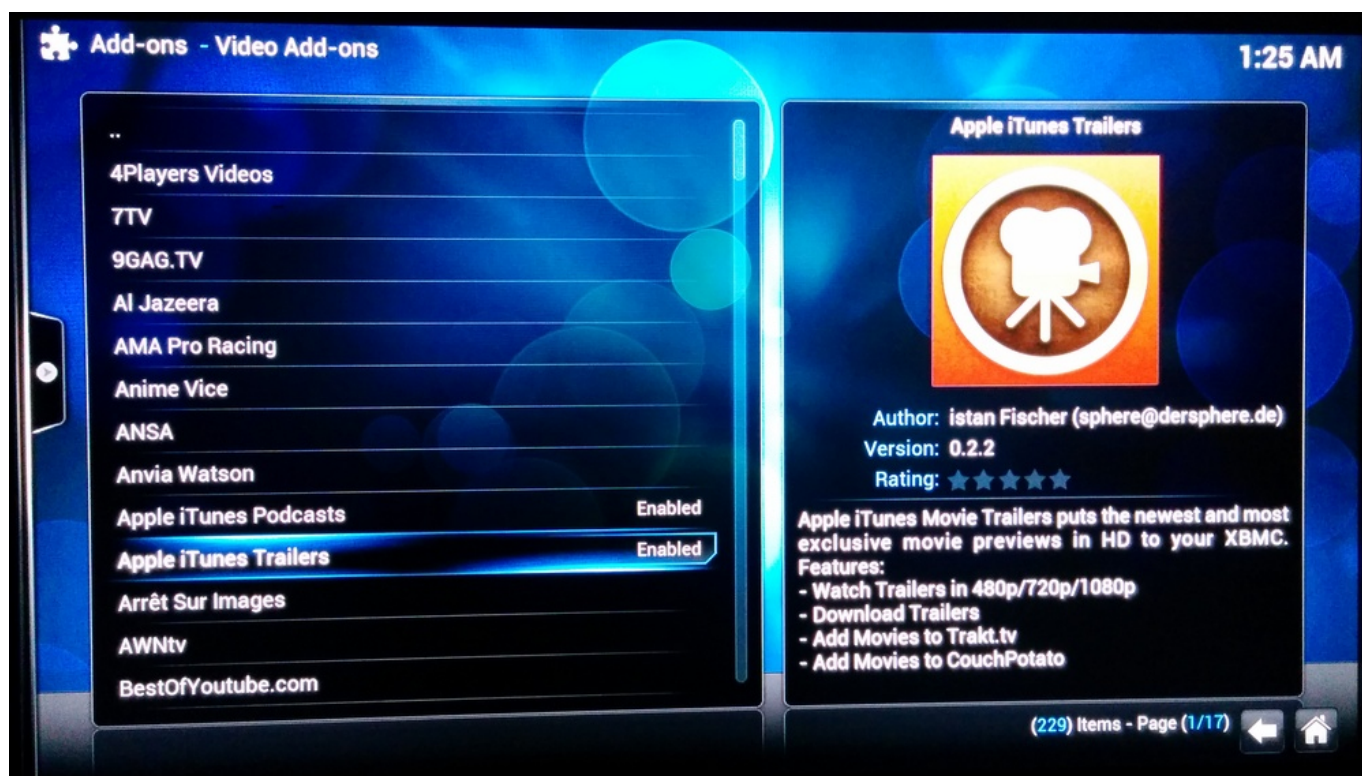 Add-ons - Video Add-ons
1:25 AM
..
4Players Videos
7TV
9GAG.TV
Al Jazeera
AMA Pro Racing
Anime Vice
ANSA
Anvia Watson
Apple iTunes Podcasts Enabled
Apple iTunes Trailers Enabled
Arrêt Sur Images
AWNtv
BestOfYoutube.com
Apple iTunes Trailers
Author: istan Fischer (sphere@dersphere.de)
Version: 0.2.2
Rating:
Apple iTunes Movie Trailers puts the newest and most
exclusive movie previews in HD to your XBMC.
Features:
- Watch Trailers in 480p/720p/1080p
- Download Trailers
- Add Movies to Trakt.tv
- Add Movies to CouchPotato
(229) Items - Page (1/17)